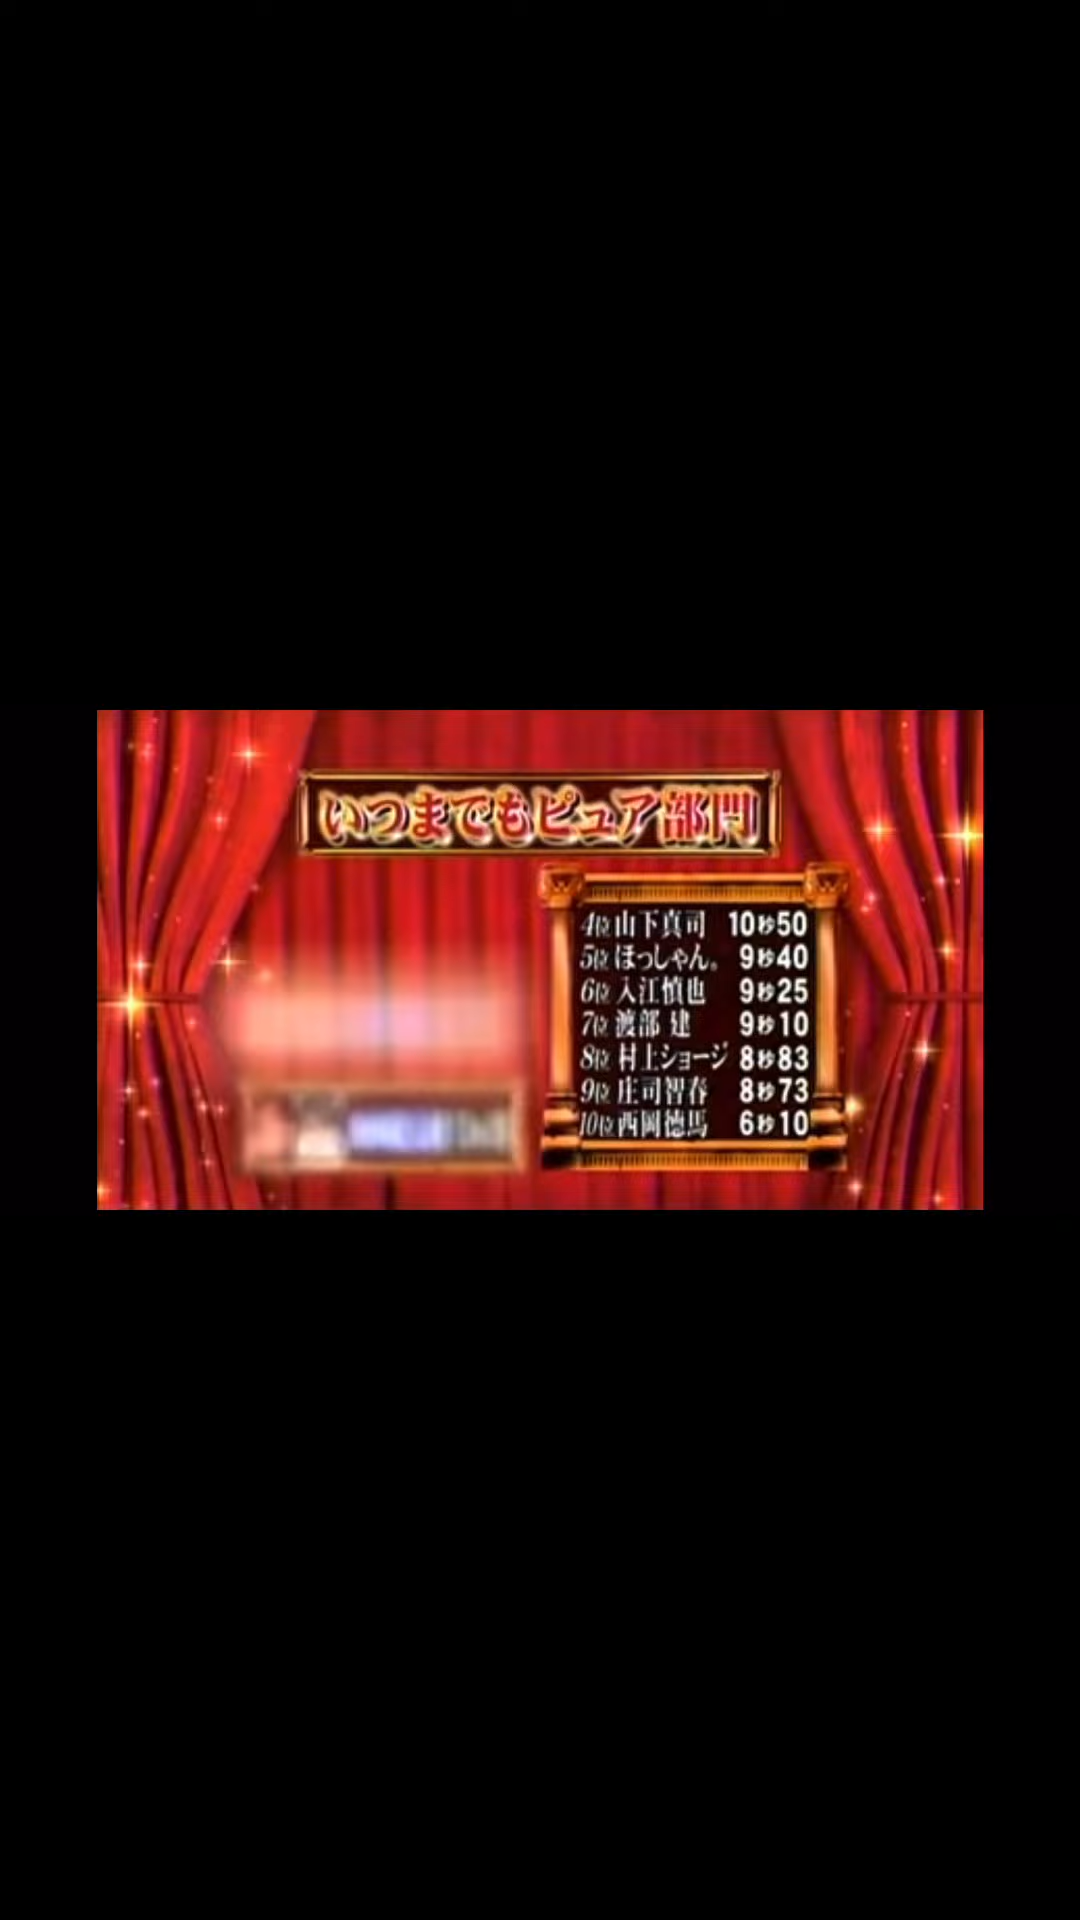 いつまでもピュア部門
4位 山下真司 10秒50
5位 ほっしゃん。 9秒40
6位 入江慎也 9秒25
7位 渡部 建 9秒10
8位 村上ショージ 8秒83
9位 庄司智春 8秒73
10位 西岡徳馬 6秒10